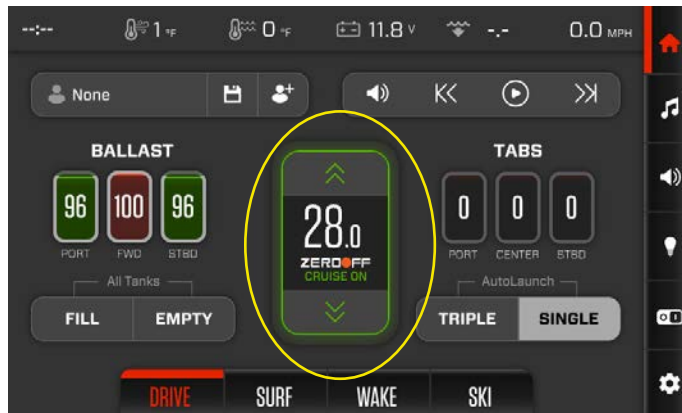 --:-- 1 °F 0 °F 11.8 V -.- 0.0 MPH
None
BALLAST
96 100 96
PORT FWD STBD
All Tanks
FILL EMPTY
28.0
ZEROOFF
CRUISE ON
TABS
0 0 0
PORT CENTER STBD
AutoLaunch
TRIPLE SINGLE
DRIVE SURF WAKE SKI